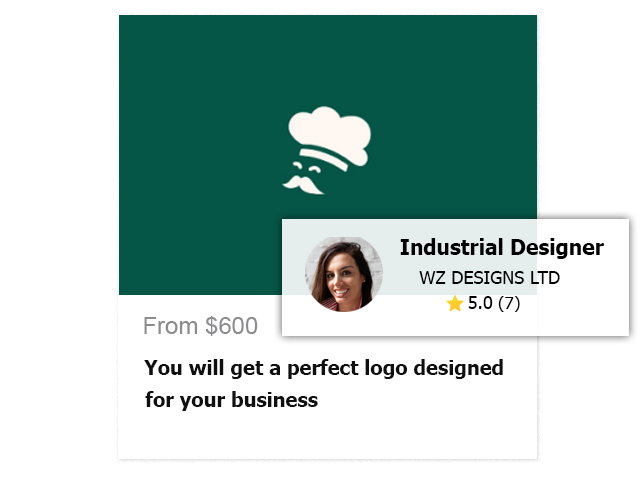 Industrial Designer
WZ DESIGNS LTD
⭐ 5.0 (7)
From $600
You will get a perfect logo designed
for your business